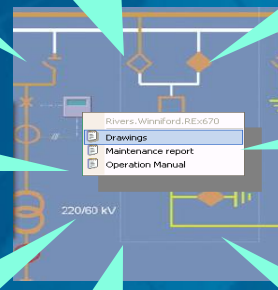 Rivers.Winniford.REx670
Drawings
Maintenance report
Operation Manual
220/60 kV